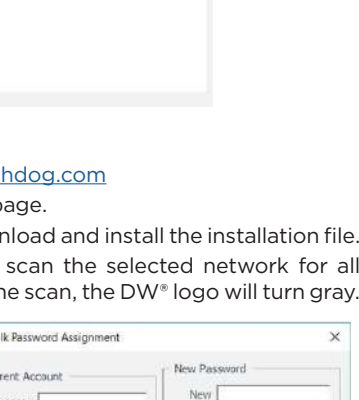 hdog.com
page.
nload and install the installation file.
scan the selected network for all
ne scan, the DW® logo will turn gray.
lk Password Assignment
rent Account
New Password
New